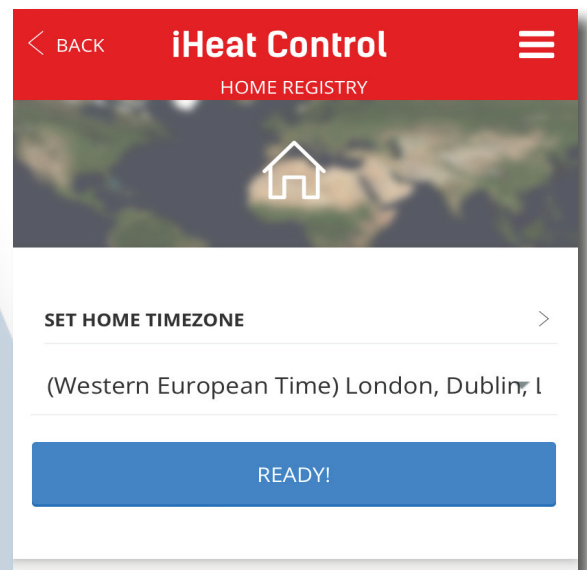 BACK
iHeat Control
HOME REGISTRY
SET HOME TIMEZONE
(Western European Time) London, Dublin,
READY!